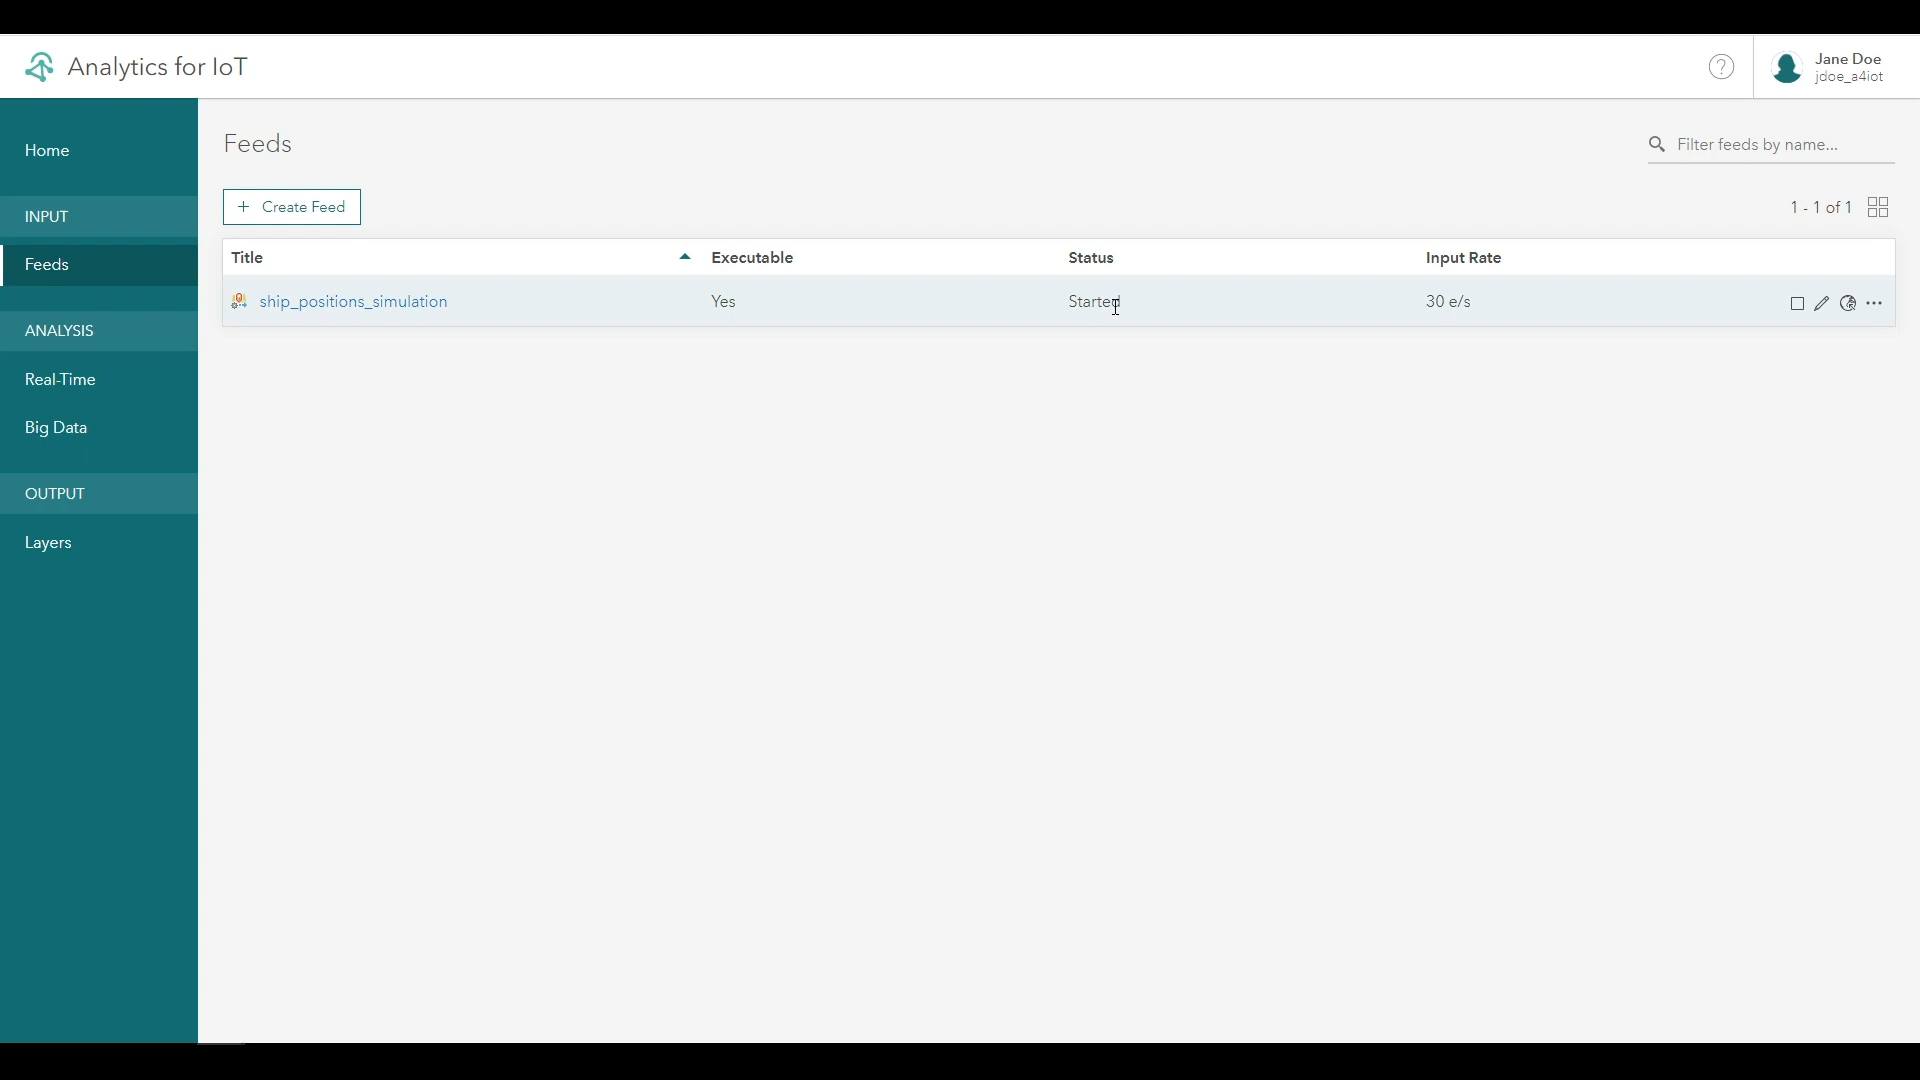 Analytics for IoT
?
Jane Doe
jdoe_a4iot
Home
INPUT
Feeds
ANALYSIS
Real-Time
Big Data
OUTPUT
Layers
Feeds
Filter feeds by name...
+ Create Feed
1 - 1 of 1
Title Executable Status Input Rate
ship_positions_simulation Yes Started 30 e/s